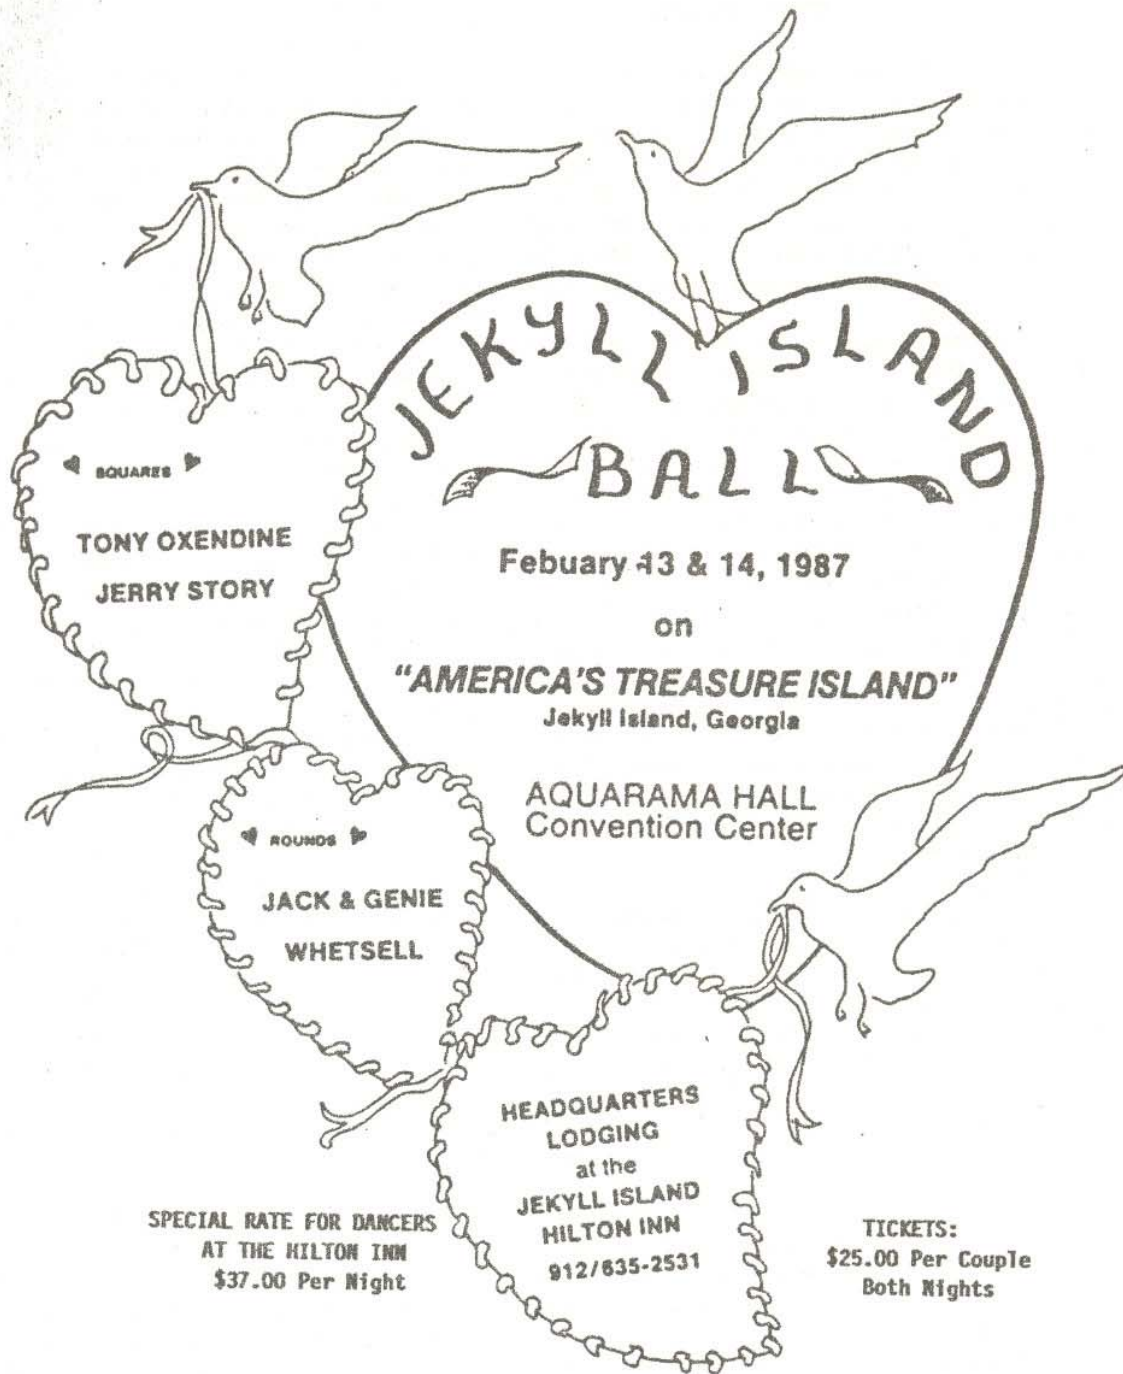 JEKYLL ISLAND
BALL
Febuary 13 & 14, 1987
on
"AMERICA'S TREASURE ISLAND"
Jekyll Island, Georgia
AQUARAMA HALL
Convention Center
SQUARES
TONY OXENDINE
JERRY STORY
ROUNDS
JACK & GENIE
WHETSELL
HEADQUARTERS
LODGING
at the
JEKYLL ISLAND
HILTON INN
912/635-2531
SPECIAL RATE FOR DANCERS
AT THE HILTON INN
$37.00 Per Night
TICKETS:
$25.00 Per Couple
Both Nights